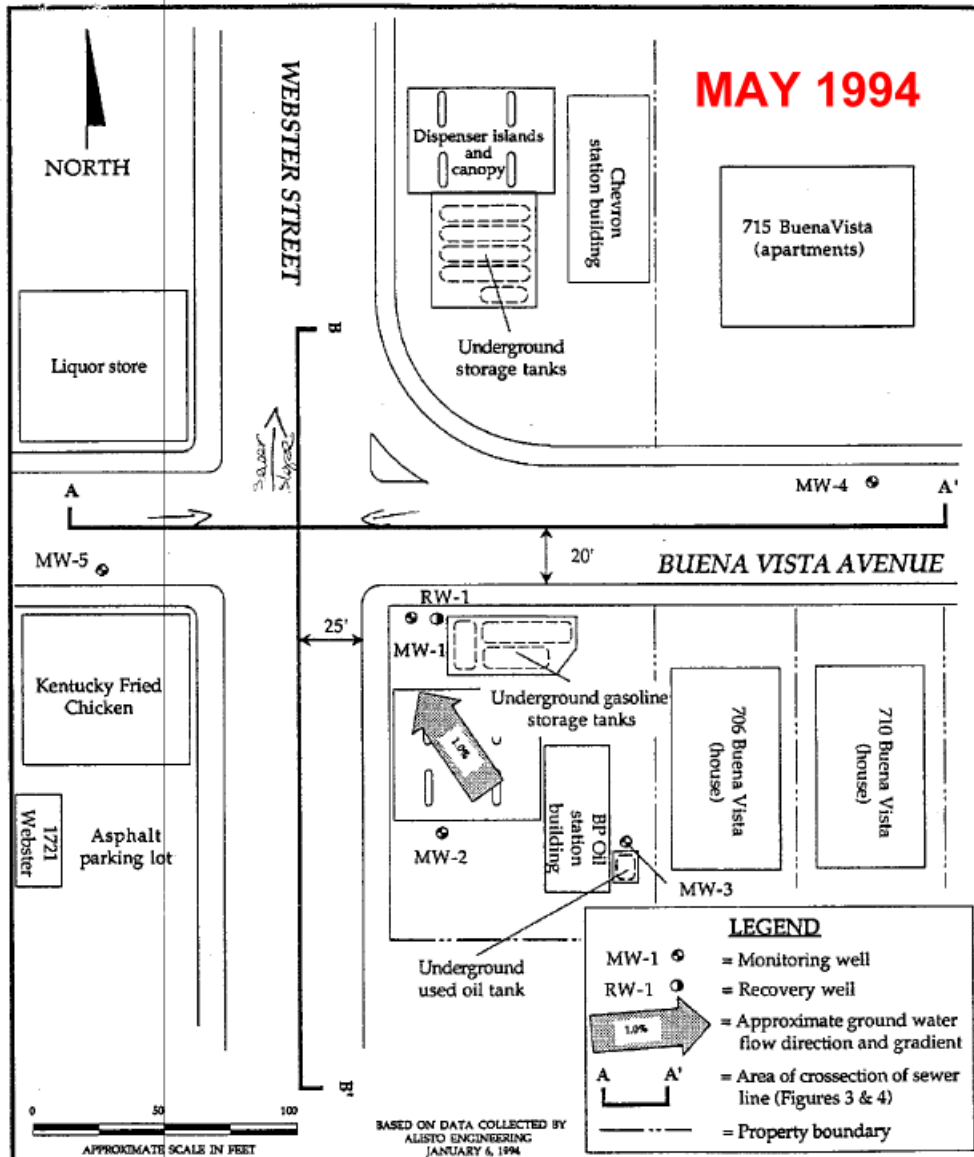 MAY 1994
NORTH
WEBSTER STREET
Dispenser islands
and
canopy
Chevron
station building
715 BuenaVista
(apartments)
Underground
storage tanks
Liquor store
B
Sewer
slope
A
MW-4
A'
MW-5
20'
BUENA VISTA AVENUE
RW-1
MW-1
25'
Kentucky Fried
Chicken
Underground gasoline
storage tanks
1.0%
706 Buena Vista
(house)
710 Buena Vista
(house)
BP Oil
station
building
1721
Webster
Asphalt
parking lot
MW-2
MW-3
Underground
used oil tank
B'
0 50 100
APPROXIMATE SCALE IN FEET
BASED ON DATA COLLECTED BY
ALISTO ENGINEERING
JANUARY 6, 1994
LEGEND
MW-1 = Monitoring well
RW-1 = Recovery well
1.0% = Approximate ground water
flow direction and gradient
A A' = Area of crossection of sewer
line (Figures 3 & 4)
= Property boundary